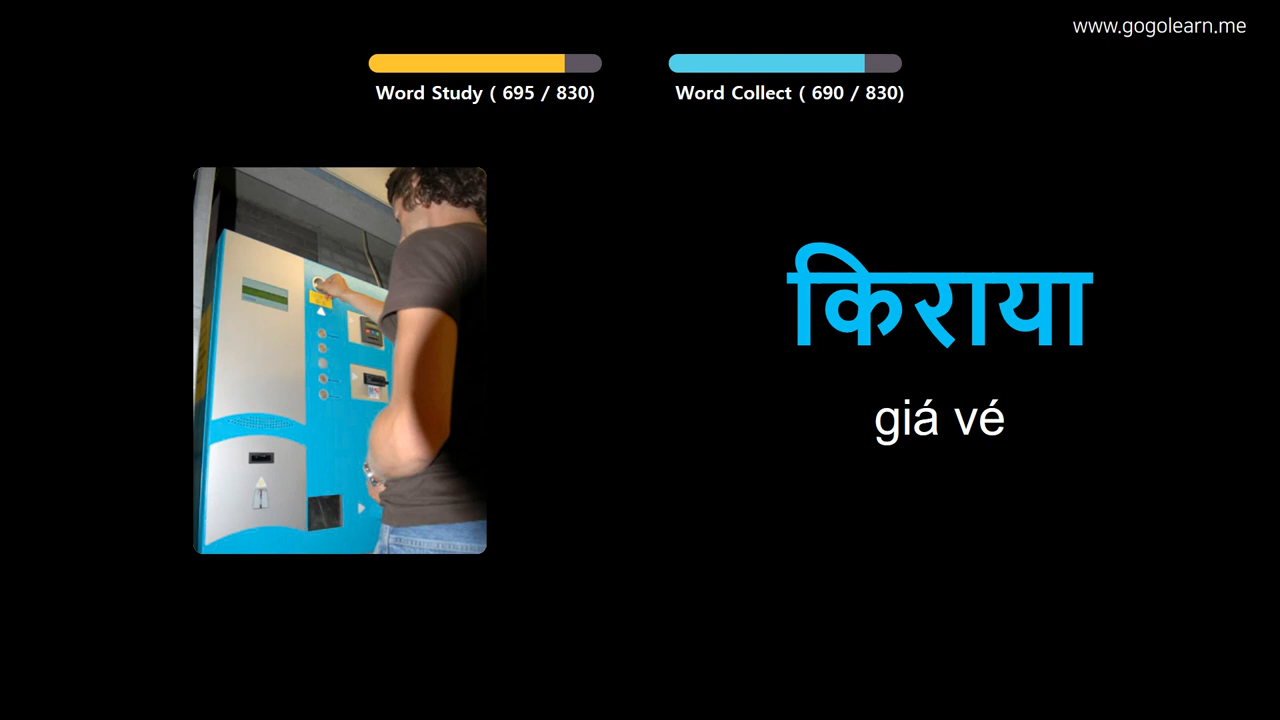 www.gogolearn.me
Word Study ( 695 / 830)
Word Collect ( 690 / 830)
किराया
giá vé